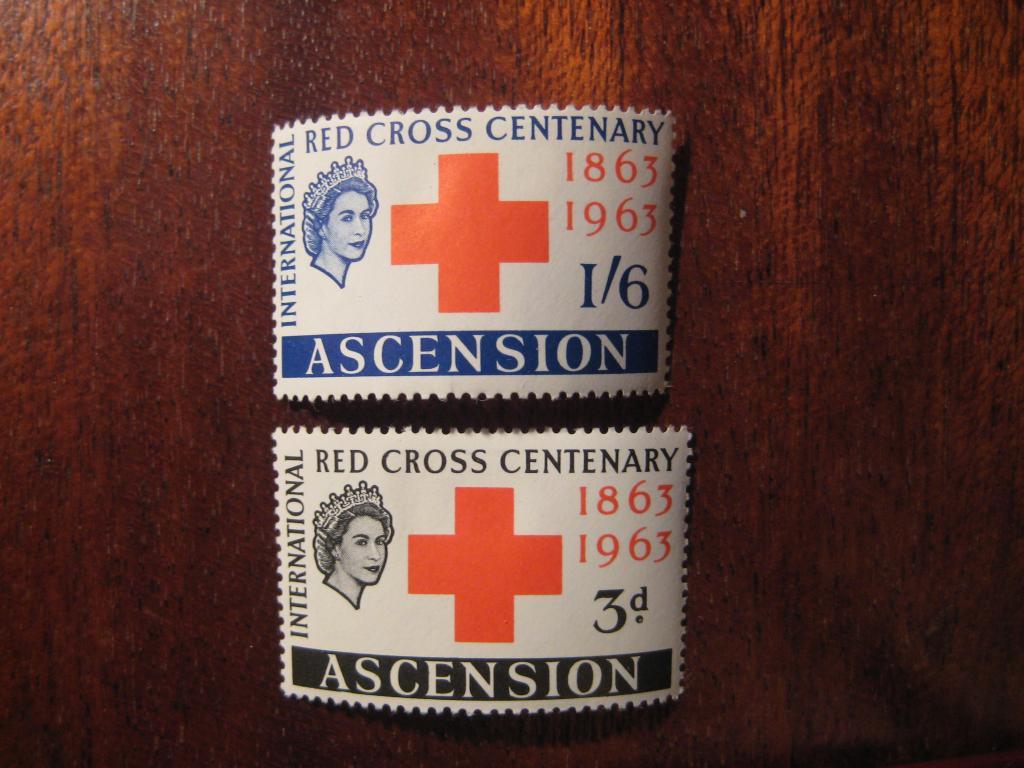 INTERNATIONAL
RED CROSS CENTENARY
1863
1963
1/6
ASCENSION
INTERNATIONAL
RED CROSS CENTENARY
1863
1963
3d.
ASCENSION